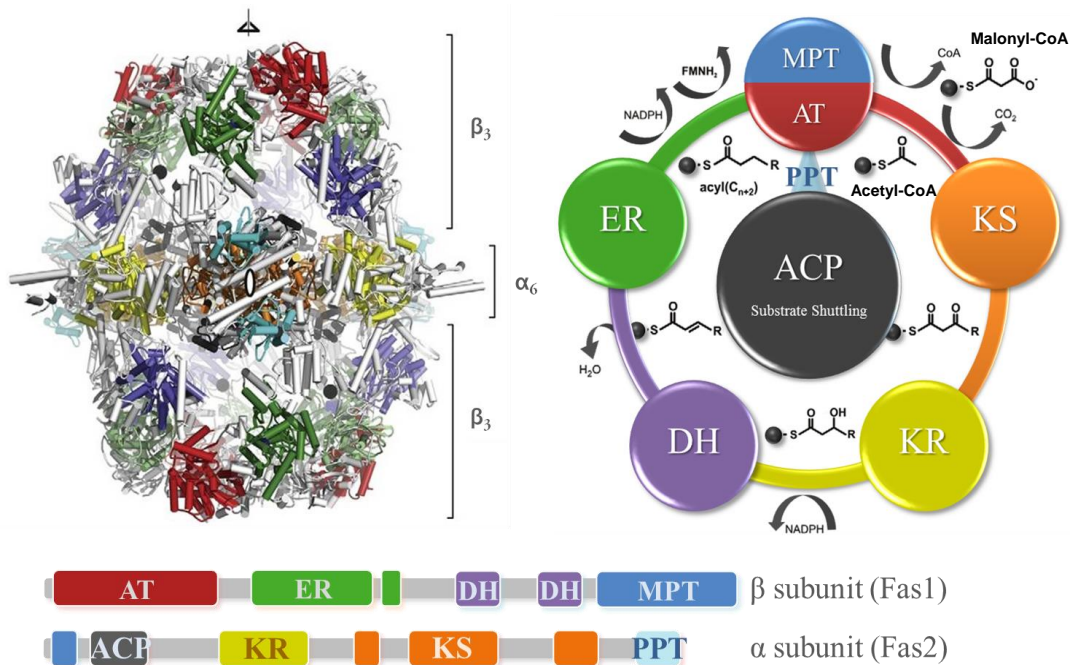 β₃
α₆
β₃
MPT
AT
PPT
ER
KS
ACP
Substrate Shuttling
DH
KR
NADPH
FMNH₂
CoA
Malonyl-CoA
S
O
O
O⁻
CO₂
S
O
R
acyl(Cₙ₊₂)
S
O
Acetyl-CoA
S
O
R
H₂O
S
O
O
R
S
O
OH
R
NADPH
AT ER DH DH MPT β subunit (Fas1)
ACP KR KS PPT α subunit (Fas2)